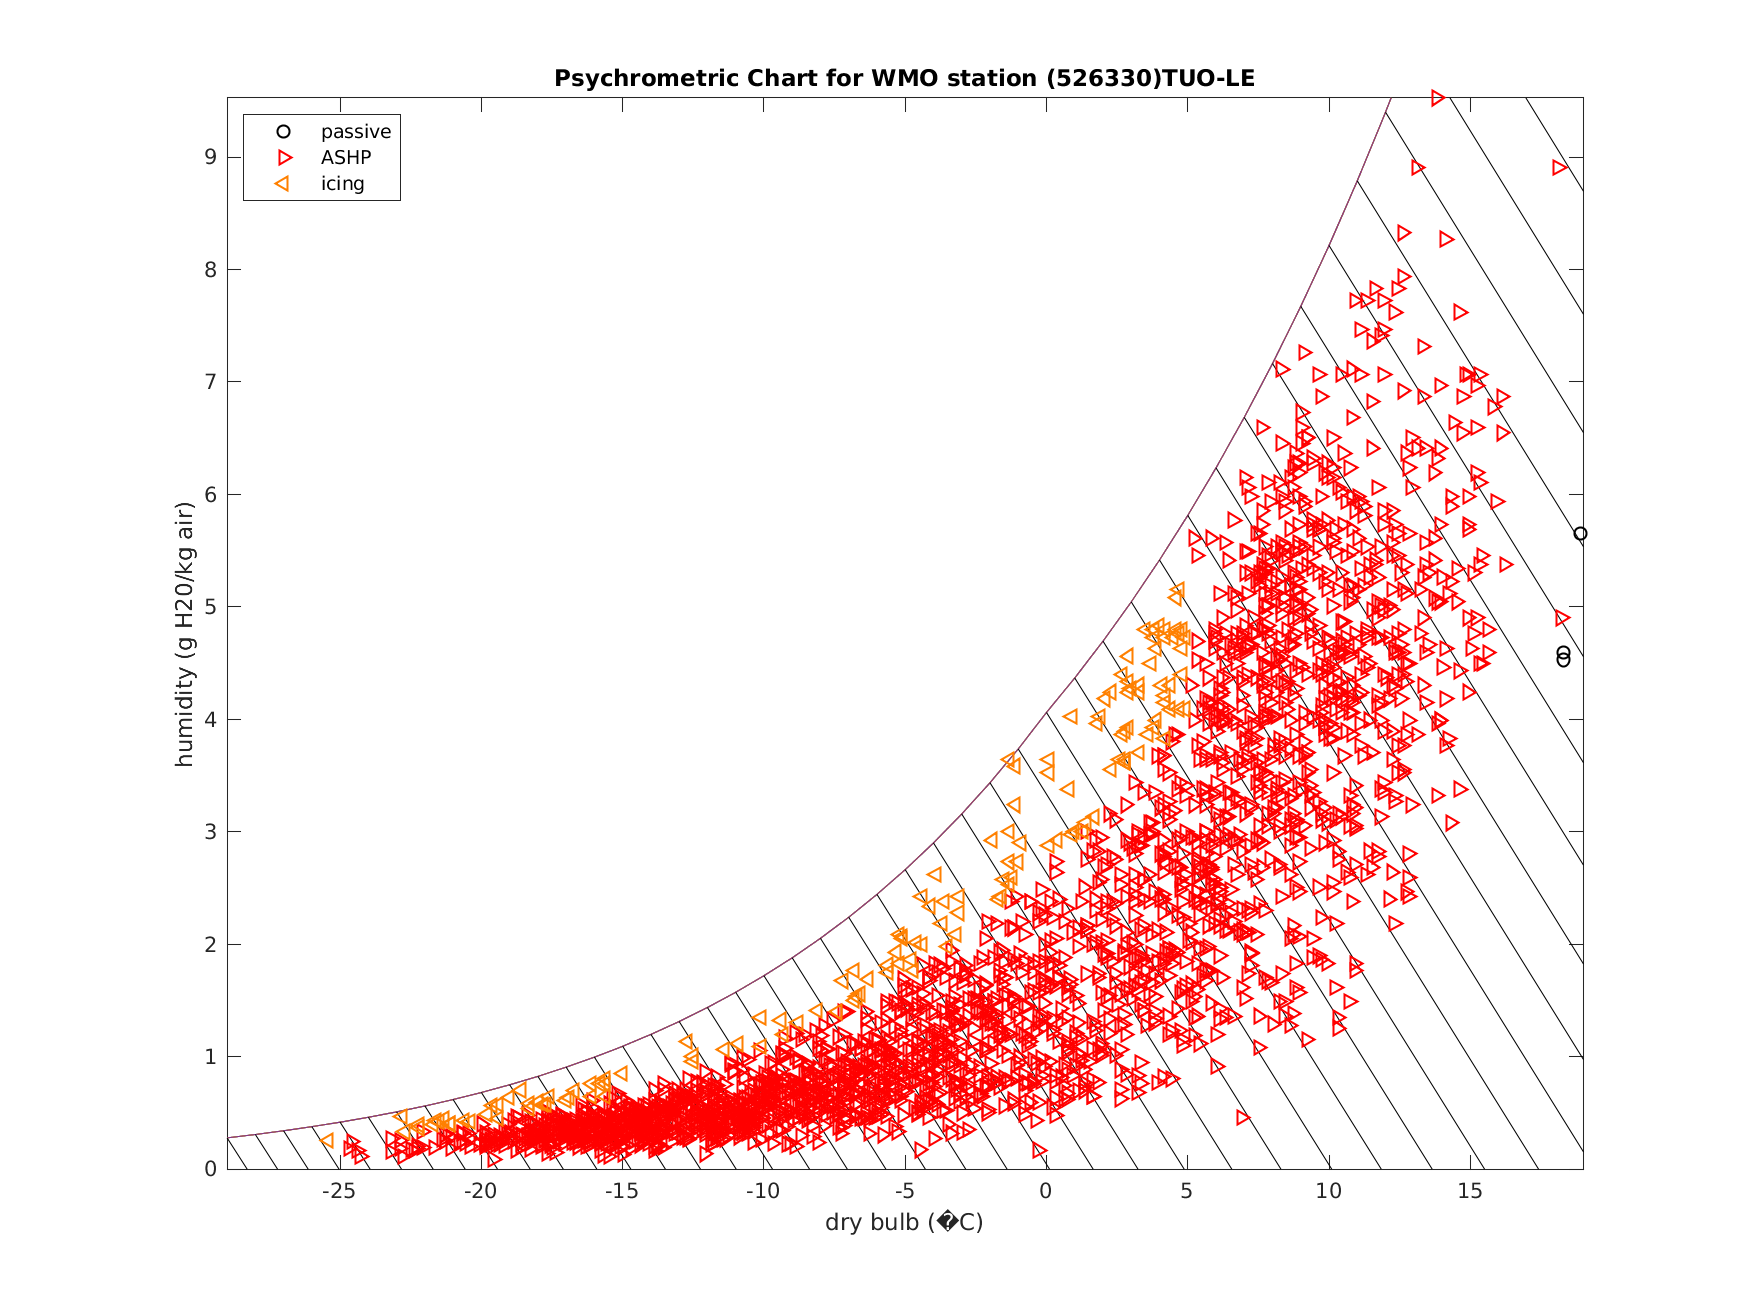 Psychrometric Chart for WMO station (526330)TUO-LE
passive
ASHP
icing
humidity (g H20/kg air)
9
8
7
6
5
4
3
2
1
0
-25 -20 -15 -10 -5 0 5 10 15
dry bulb (�C)